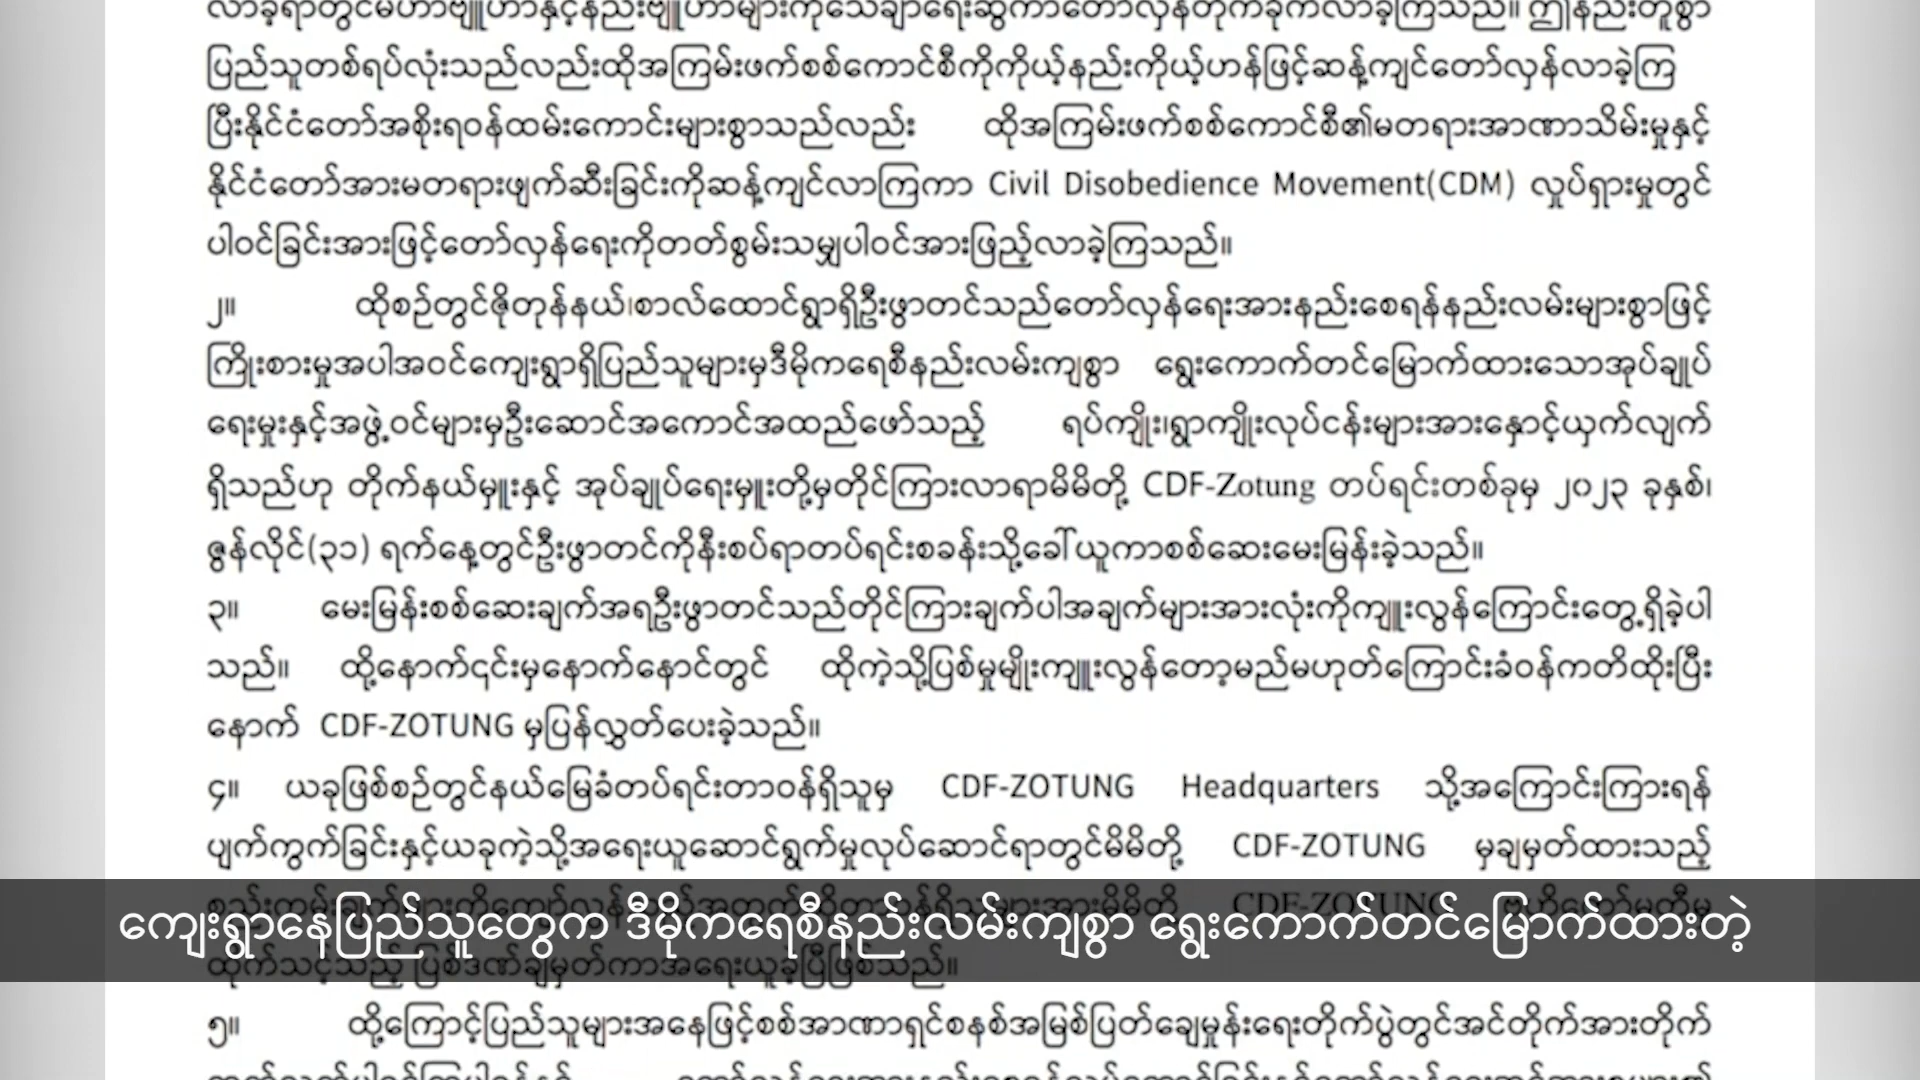 လာခဲ့ရာတွင်မဟာဗျူဟာနှင့်နည်းဗျူဟာများကိုသေချာရေးဆွဲကာတော်လှန်တိုက်ခိုက်လာခဲ့ကြသည်။ ဤနည်းတူစွာ
ပြည်သူတစ်ရပ်လုံးသည်လည်းထိုအကြမ်းဖက်စစ်ကောင်စီကိုကိုယ့်နည်းကိုယ့်ဟန်ဖြင့်ဆန့်ကျင်တော်လှန်လာခဲ့ကြ
ပြီးနိုင်ငံတော်အစိုးရဝန်ထမ်းကောင်းများစွာသည်လည်း ထိုအကြမ်းဖက်စစ်ကောင်စီ၏မတရားအာဏာသိမ်းမှုနှင့်
နိုင်ငံတော်အားမတရားဖျက်ဆီးခြင်းကိုဆန့်ကျင်လာကြကာ Civil Disobedience Movement(CDM) လှုပ်ရှားမှုတွင်
ပါဝင်ခြင်းအားဖြင့်တော်လှန်ရေးကိုတတ်စွမ်းသမျှပါဝင်အားဖြည့်လာခဲ့ကြသည်။
၂။ ထိုစဉ်တွင်ဇိုတုန်နယ်၊စာလ်ထောင်ရွာရှိဦးဖွာတင်သည်တော်လှန်ရေးအားနည်းစေရန်နည်းလမ်းများစွာဖြင့်
ကြိုးစားမှုအပါအဝင်ကျေးရွာရှိပြည်သူများမှဒီမိုကရေစီနည်းလမ်းကျစွာ ရွေးကောက်တင်မြောက်ထားသောအုပ်ချုပ်
ရေးမှုးနှင့်အဖွဲ့ဝင်များမှဦးဆောင်အကောင်အထည်ဖော်သည့် ရပ်ကျိုး၊ရွာကျိုးလုပ်ငန်းများအားနှောင့်ယှက်လျက်
ရှိသည်ဟု တိုက်နယ်မှူးနှင့် အုပ်ချုပ်ရေးမှူးတို့မှတိုင်ကြားလာရာမိမိတို့ CDF-Zotung တပ်ရင်းတစ်ခုမှ ၂၀၂၃ ခုနှစ်၊
ဇွန်လိုင်(၃၁) ရက်နေ့တွင်ဦးဖွာတင်ကိုနီးစပ်ရာတပ်ရင်းစခန်းသို့ခေါ်ယူကာစစ်ဆေးမေးမြန်းခဲ့သည်။
၃။ မေးမြန်းစစ်ဆေးချက်အရဦးဖွာတင်သည်တိုင်ကြားချက်ပါအချက်များအားလုံးကိုကျူးလွန်ကြောင်းတွေ့ရှိခဲ့ပါ
သည်။ ထို့နောက်၎င်းမှနောက်နောင်တွင် ထိုကဲ့သို့ပြစ်မှုမျိုးကျူးလွန်တော့မည်မဟုတ်ကြောင်းခံဝန်ကတိထိုးပြီး
နောက် CDF-ZOTUNG မှပြန်လွှတ်ပေးခဲ့သည်။
၄။ ယခုဖြစ်စဉ်တွင်နယ်မြေခံတပ်ရင်းတာဝန်ရှိသူမှ CDF-ZOTUNG Headquarters သို့အကြောင်းကြားရန်
ပျက်ကွက်ခြင်းနှင့်ယခုကဲ့သို့အရေးယူဆောင်ရွက်မှုလုပ်ဆောင်ရာတွင်မိမိတို့ CDF-ZOTUNG မှချမှတ်ထားသည့်
CDF-ZOTUNG
ကျေးရွာနေပြည်သူတွေက ဒီမိုကရေစီနည်းလမ်းကျစွာ ရွေးကောက်တင်မြောက်ထားတဲ့
ထိုက်သင့်သည့် ပြစ်ဒဏ်ချမှတ်ကာအရေးယူခဲ့ပြီဖြစ်သည်။
၅။ ထို့ကြောင့်ပြည်သူများအနေဖြင့်စစ်အာဏာရှင်စနစ်အမြစ်ပြတ်ချေမှုန်းရေးတိုက်ပွဲတွင်အင်တိုက်အားတိုက်